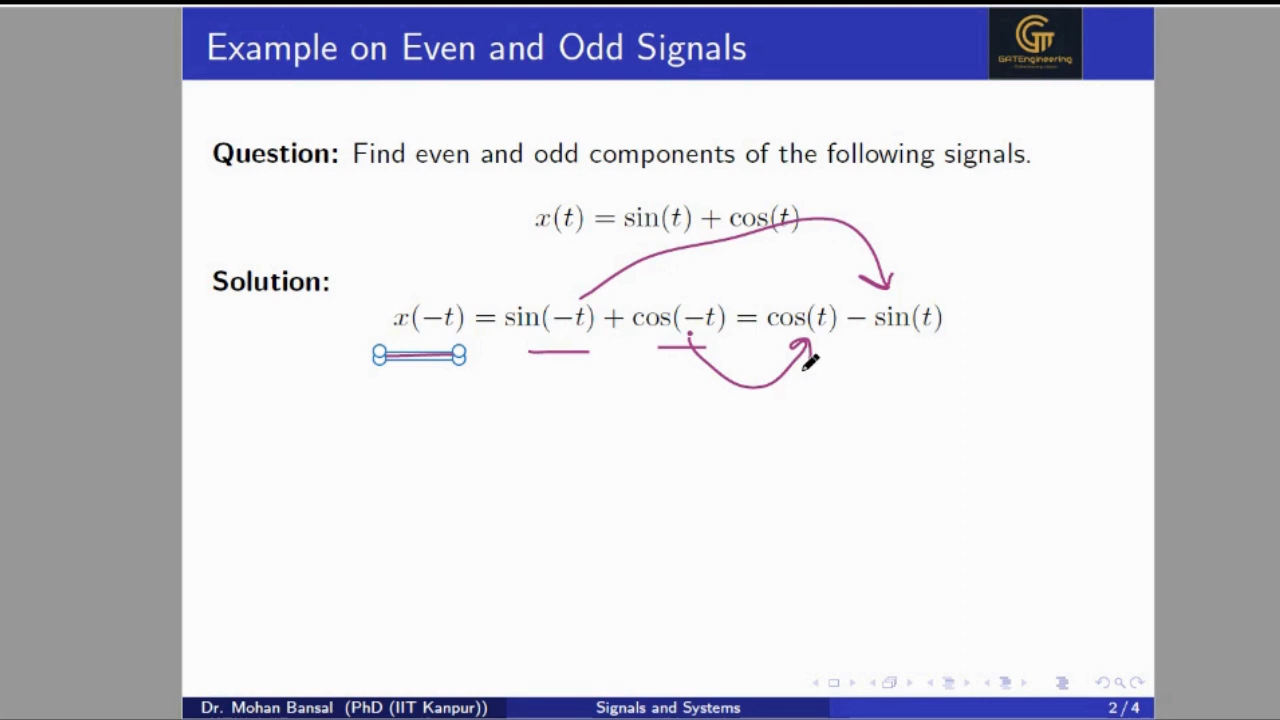 Example on Even and Odd Signals
GATEngineering
Question: Find even and odd components of the following signals.
x(t) = sin(t) + cos(t)
Solution:
x(−t) = sin(−t) + cos(−t) = cos(t) − sin(t)
Dr. Mohan Bansal (PhD (IIT Kanpur)) Signals and Systems 2/4